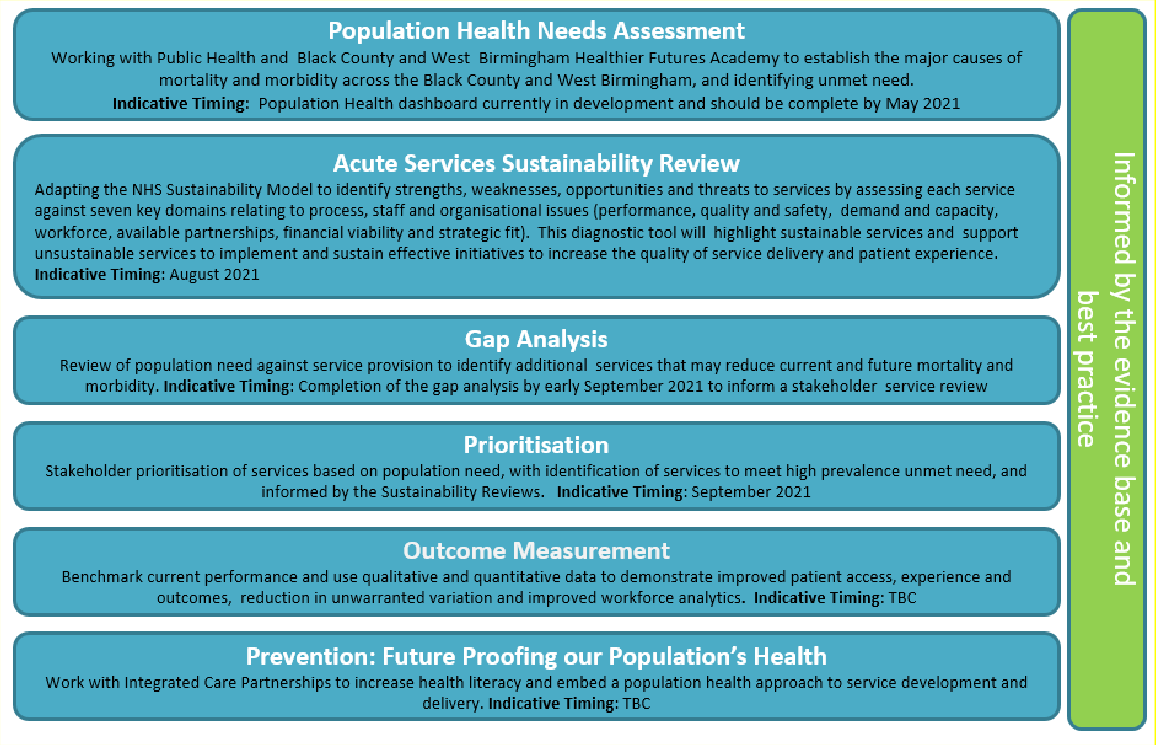 Population Health Needs Assessment
Working with Public Health and Black County and West Birmingham Healthier Futures Academy to establish the major causes of
mortality and morbidity across the Black County and West Birmingham, and identifying unmet need.
Indicative Timing: Population Health dashboard currently in development and should be complete by May 2021
Acute Services Sustainability Review
Adapting the NHS Sustainability Model to identify strengths, weaknesses, opportunities and threats to services by assessing each service
against seven key domains relating to process, staff and organisational issues (performance, quality and safety, demand and capacity,
workforce, available partnerships, financial viability and strategic fit). This diagnostic tool will highlight sustainable services and support
unsustainable services to implement and sustain effective initiatives to increase the quality of service delivery and patient experience.
Indicative Timing: August 2021
Gap Analysis
Review of population need against service provision to identify additional services that may reduce current and future mortality and
morbidity. Indicative Timing: Completion of the gap analysis by early September 2021 to inform a stakeholder service review
Prioritisation
Stakeholder prioritisation of services based on population need, with identification of services to meet high prevalence unmet need, and
informed by the Sustainability Reviews. Indicative Timing: September 2021
Outcome Measurement
Benchmark current performance and use qualitative and quantitative data to demonstrate improved patient access, experience and
outcomes, reduction in unwarranted variation and improved workforce analytics. Indicative Timing: TBC
Prevention: Future Proofing our Population's Health
Work with Integrated Care Partnerships to increase health literacy and embed a population health approach to service development and
delivery. Indicative Timing: TBC
Informed by the evidence base and
best practice